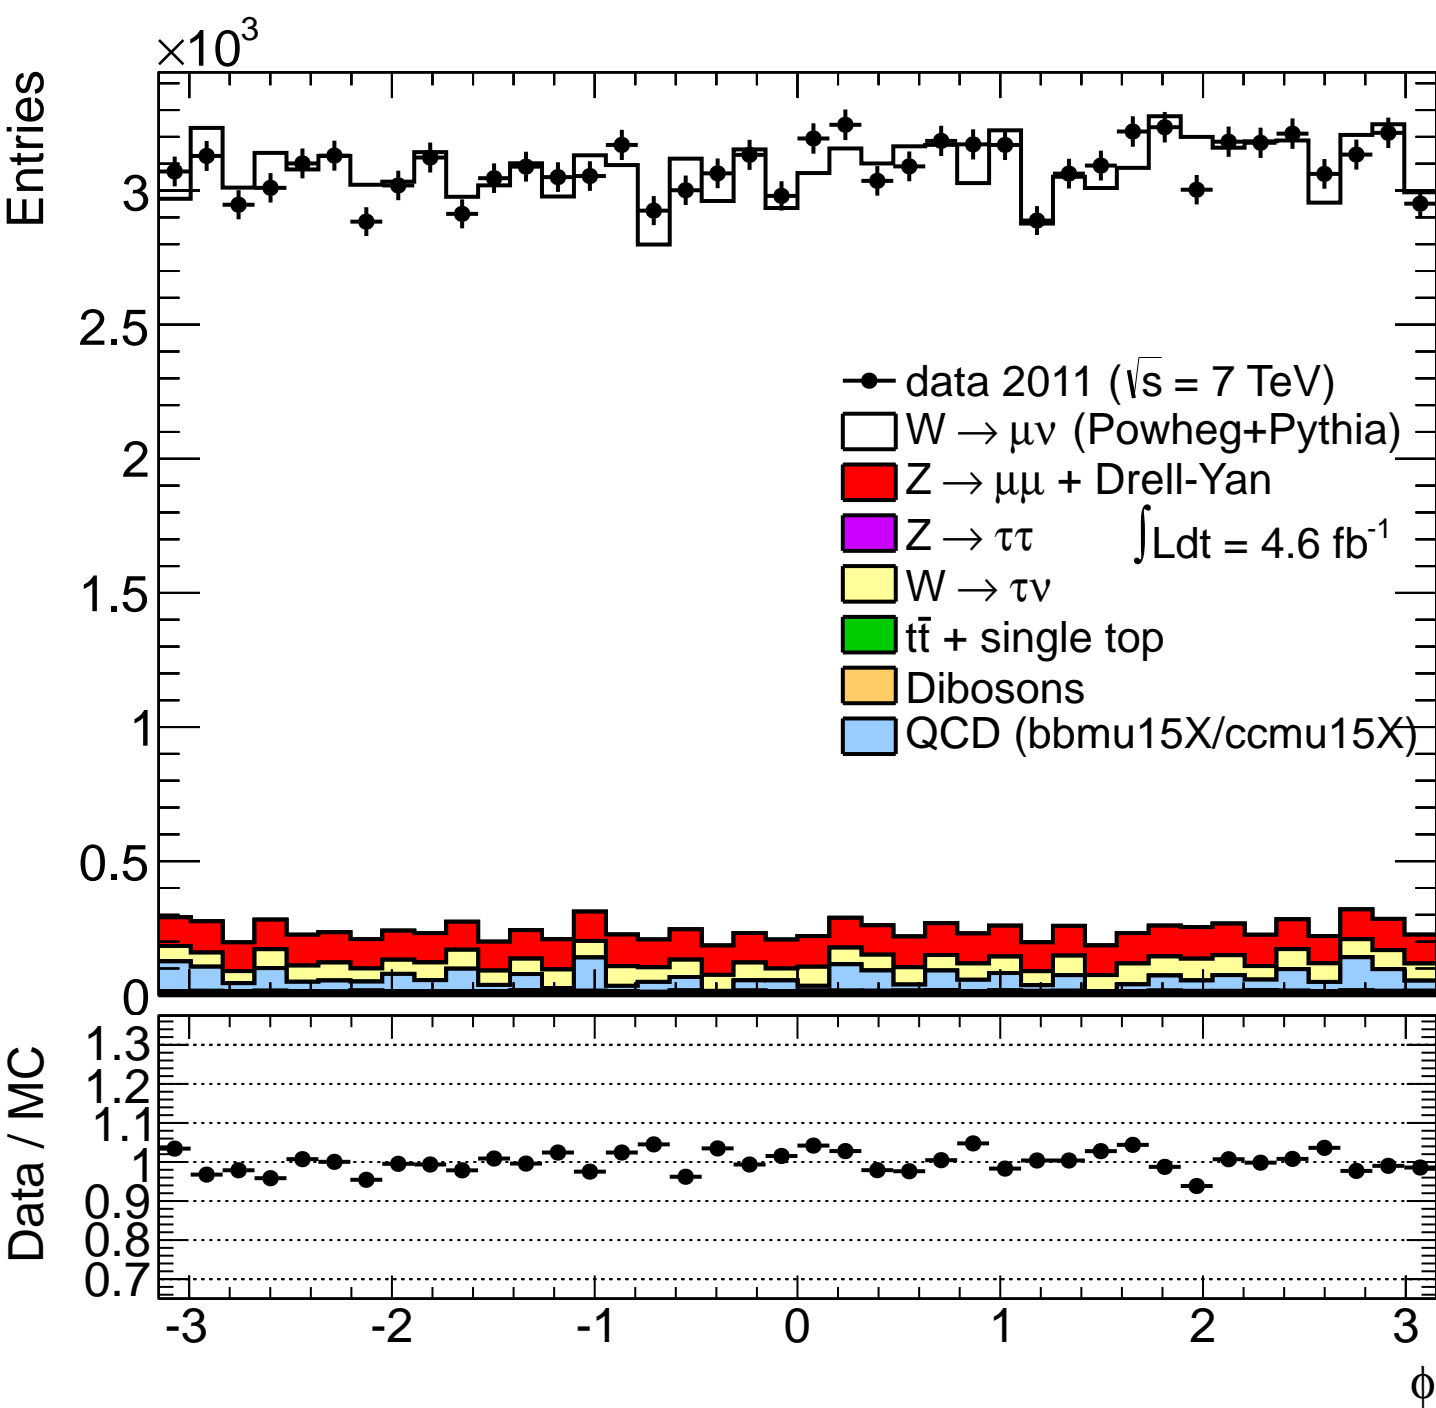 ×10³
Entries
3
2.5
2
1.5
1
0.5
0
data 2011 (√s = 7 TeV)
W → μν (Powheg+Pythia)
Z → μμ + Drell-Yan
Z → ττ
∫Ldt = 4.6 fb⁻¹
W → τν
tt̄ + single top
Dibosons
QCD (bbmu15X/ccmu15X)
Data / MC
1.3
1.2
1.1
1
0.9
0.8
0.7
-3 -2 -1 0 1 2 3
ϕ